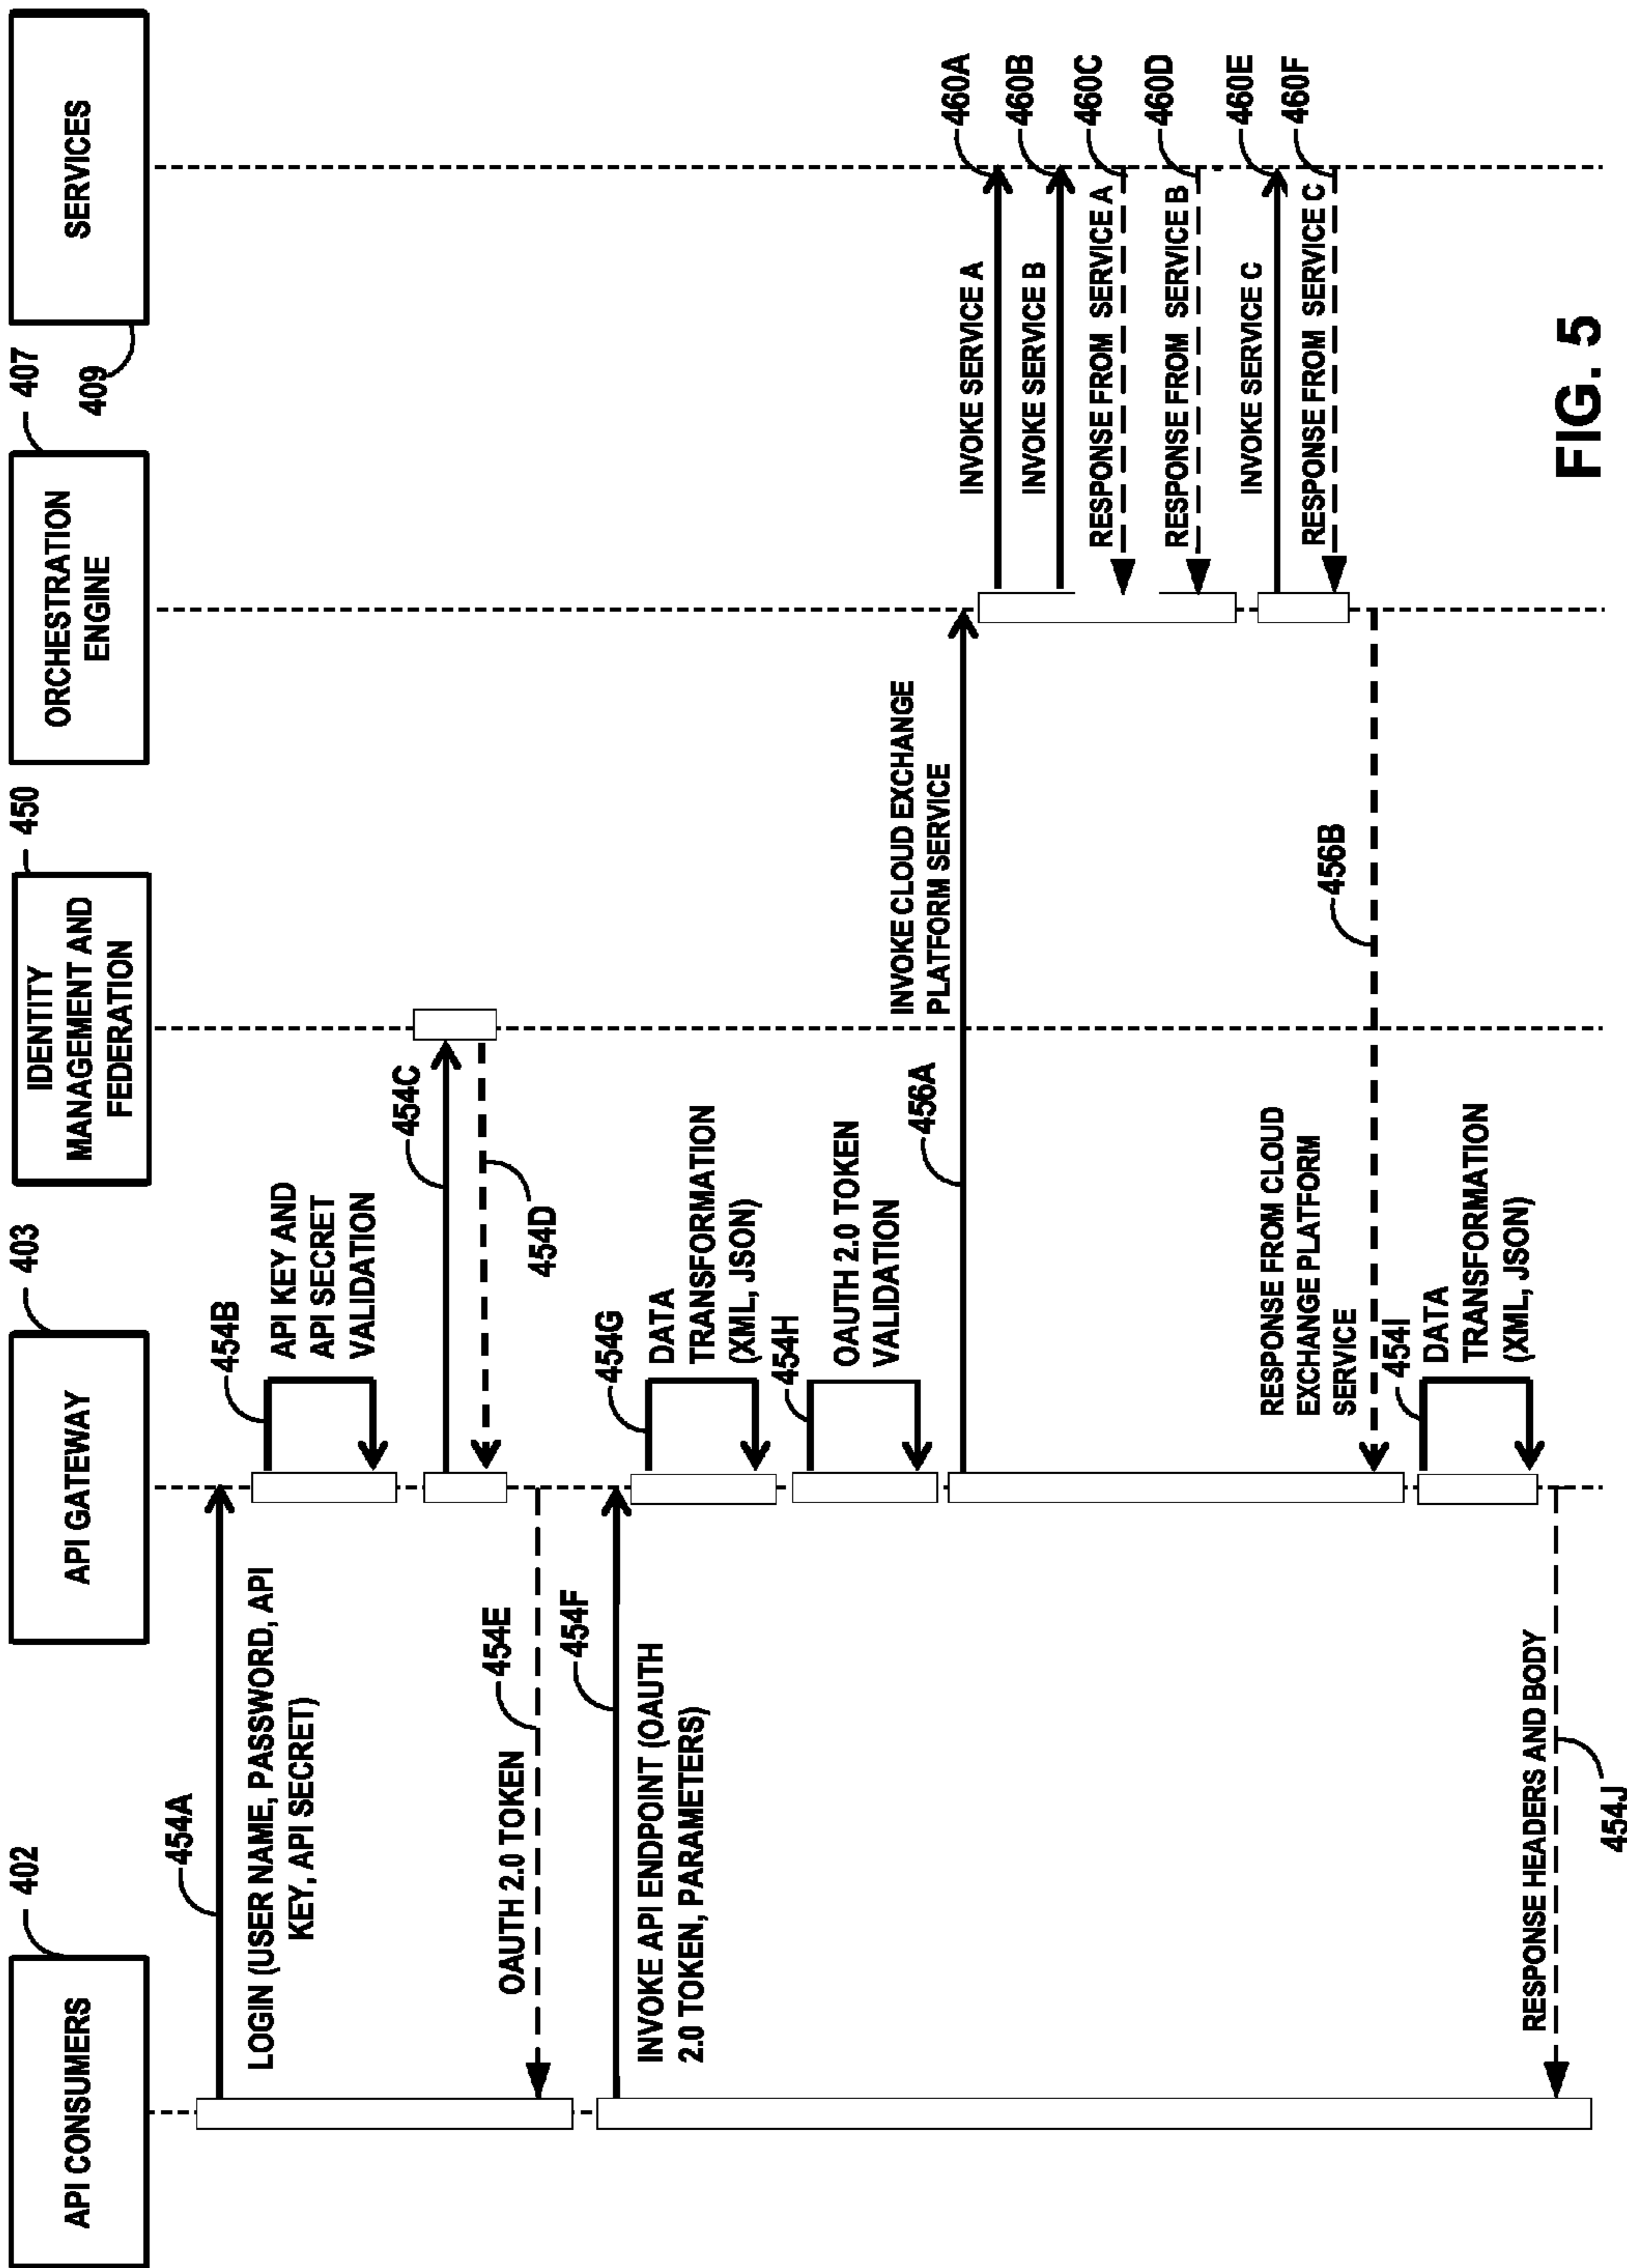 API CONSUMERS
402
API GATEWAY
403
IDENTITY
MANAGEMENT AND
FEDERATION
450
ORCHESTRATION
ENGINE
407
SERVICES
409
454A
LOGIN (USER NAME, PASSWORD, API
KEY, API SECRET)
454B
API KEY AND
API SECRET
VALIDATION
454C
454D
454E
OAUTH 2.0 TOKEN
454F
INVOKE API ENDPOINT (OAUTH
2.0 TOKEN, PARAMETERS)
454G
DATA
TRANSFORMATION
(XML, JSON)
454H
OAUTH 2.0 TOKEN
VALIDATION
456A
INVOKE CLOUD EXCHANGE
PLATFORM SERVICE
INVOKE SERVICE A
460A
INVOKE SERVICE B
460B
RESPONSE FROM SERVICE A
460C
RESPONSE FROM SERVICE B
460D
INVOKE SERVICE C
460E
RESPONSE FROM SERVICE C
460F
456B
RESPONSE FROM CLOUD
EXCHANGE PLATFORM
SERVICE
454I
DATA
TRANSFORMATION
(XML, JSON)
RESPONSE HEADERS AND BODY
454J
FIG. 5